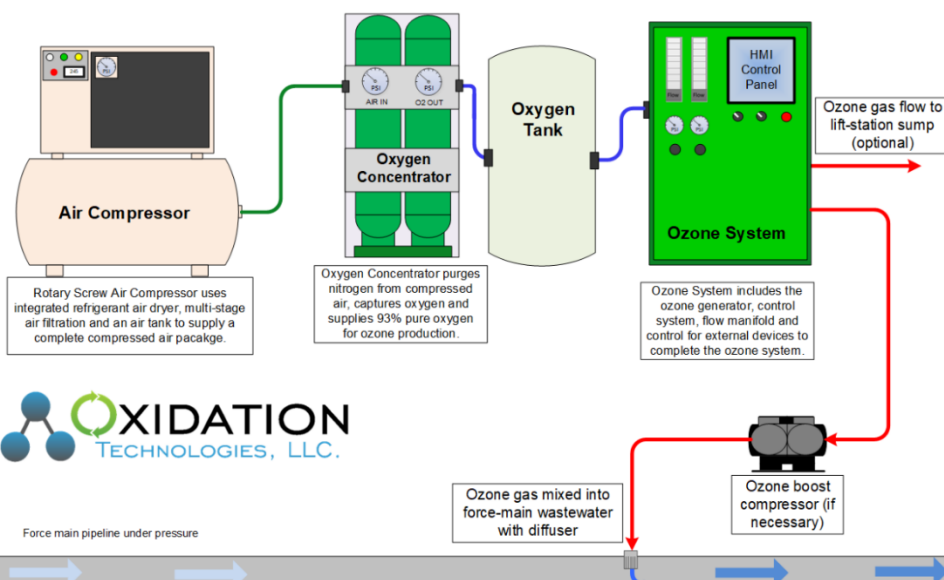 PSI
PSI
PSI
AIR IN
O2 OUT
Oxygen
Concentrator
Air Compressor
Oxygen
Tank
HMI
Control
Panel
Flow
Flow
PSI
PSI
Ozone System
Ozone gas flow to
lift-station sump
(optional)
Rotary Screw Air Compressor uses
integrated refrigerant air dryer, multi-stage
air filtration and an air tank to supply a
complete compressed air pacakge.
Oxygen Concentrator purges
nitrogen from compressed
air, captures oxygen and
supplies 93% pure oxygen
for ozone production.
Ozone System includes the
ozone generator, control
system, flow manifold and
control for external devices to
complete the ozone system.
OXIDATION
TECHNOLOGIES, LLC.
Ozone gas mixed into
force-main wastewater
with diffuser
Ozone boost
compressor (if
necessary)
Force main pipeline under pressure